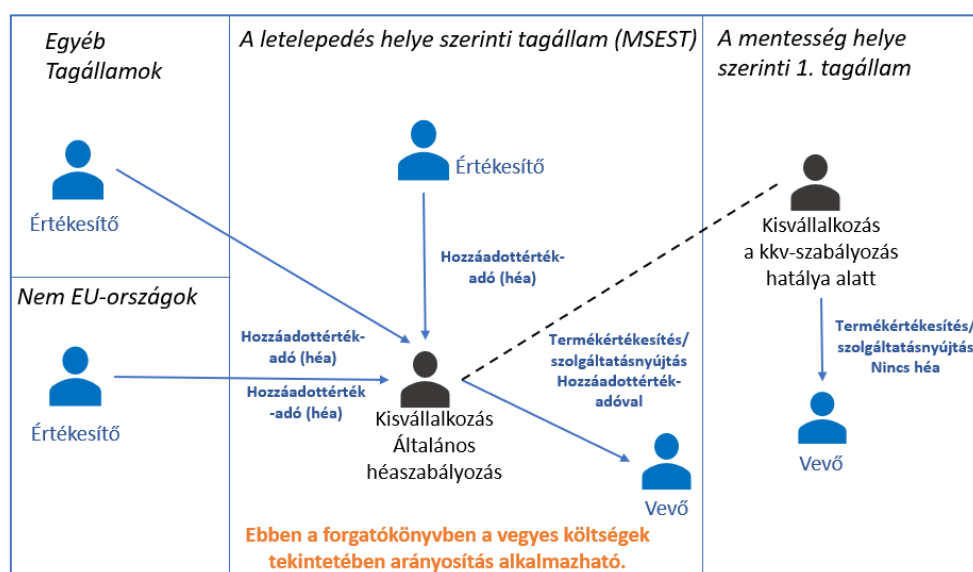 Egyéb
Tagállamok
Értékesítő
Nem EU-országok
Értékesítő
A letelepedés helye szerinti tagállam (MSEST)
Értékesítő
Hozzáadottérték-
adó (héa)
Hozzáadottérték-
adó (héa)
Hozzáadottérték
-adó (héa)
Kisvállalkozás
Általános
héaszabályozás
Termékértékesítés/
szolgáltatásnyújtás
Hozzáadottérték-
adóval
Vevő
Ebben a forgatókönyvben a vegyes költségek
tekintetében arányosítás alkalmazható.
A mentesség helye
szerinti 1. tagállam
Kisvállalkozás
a kkv-szabályozás
hatálya alatt
Termékértékesítés/
szolgáltatásnyújtás
Nincs héa
Vevő